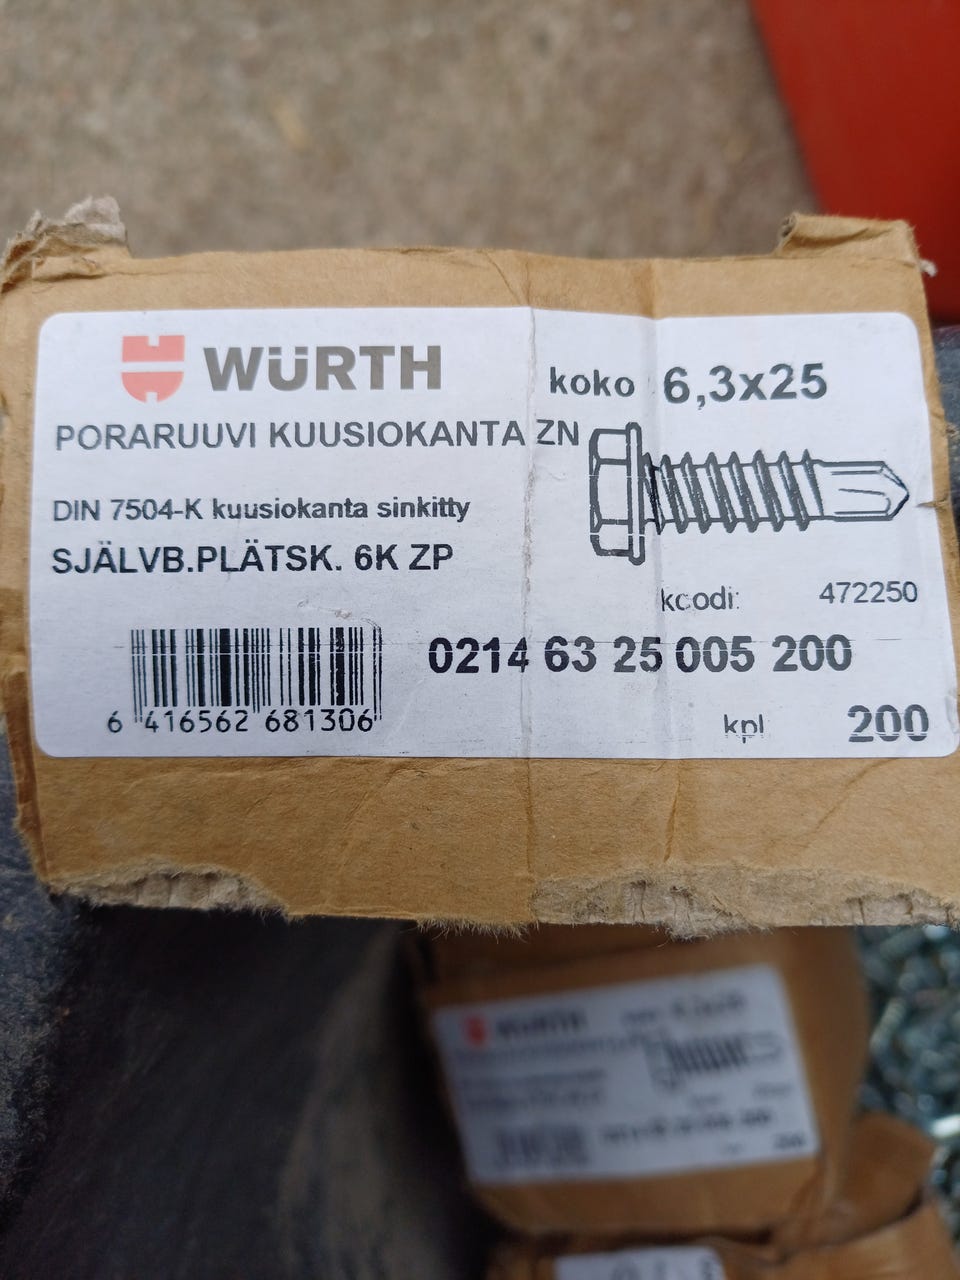 WÜRTH
koko 6,3x25
PORARUUVI KUUSIOKANTA ZN
DIN 7504-K kuusiokanta sinkitty
SJÄLVB.PLÄTSK. 6K ZP
koodi: 472250
0214 63 25 005 200
6 416562 681306
kpl 200
WÜRTH